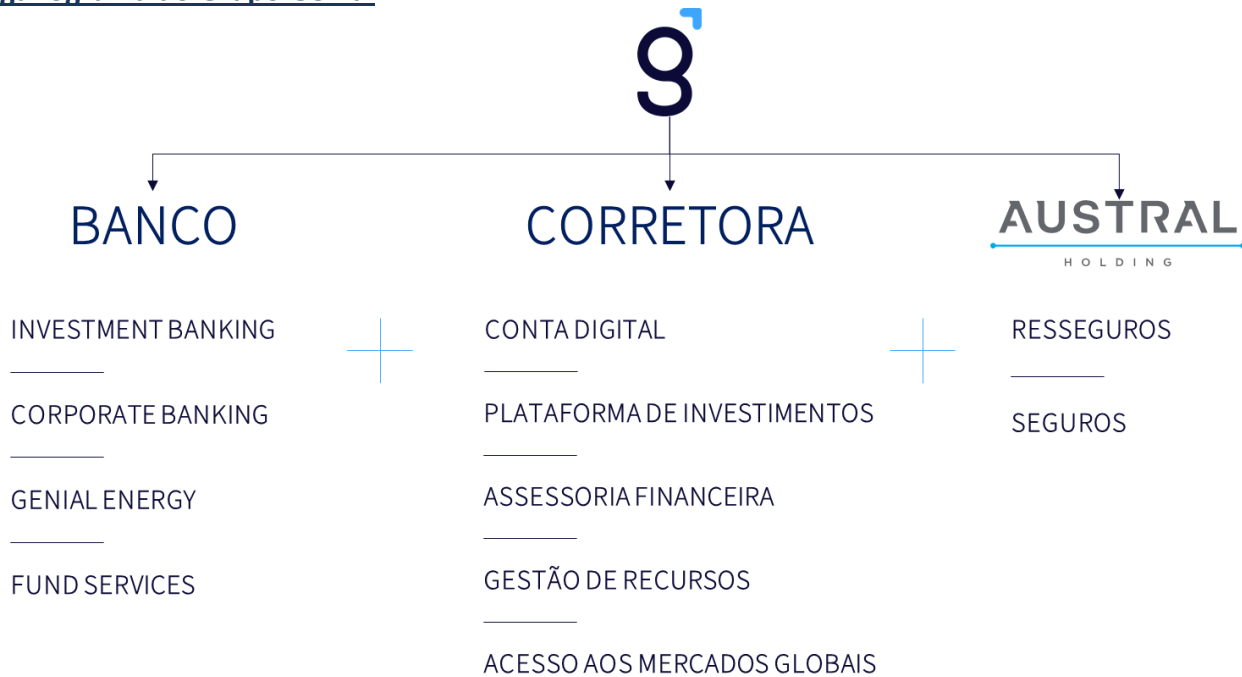 g
BANCO
CORRETORA
AUSTRAL
HOLDING
INVESTMENT BANKING
CONTA DIGITAL
RESSEGUROS
CORPORATE BANKING
PLATAFORMA DE INVESTIMENTOS
SEGUROS
GENIAL ENERGY
ASSESSORIA FINANCEIRA
FUND SERVICES
GESTÃO DE RECURSOS
ACESSO AOS MERCADOS GLOBAIS